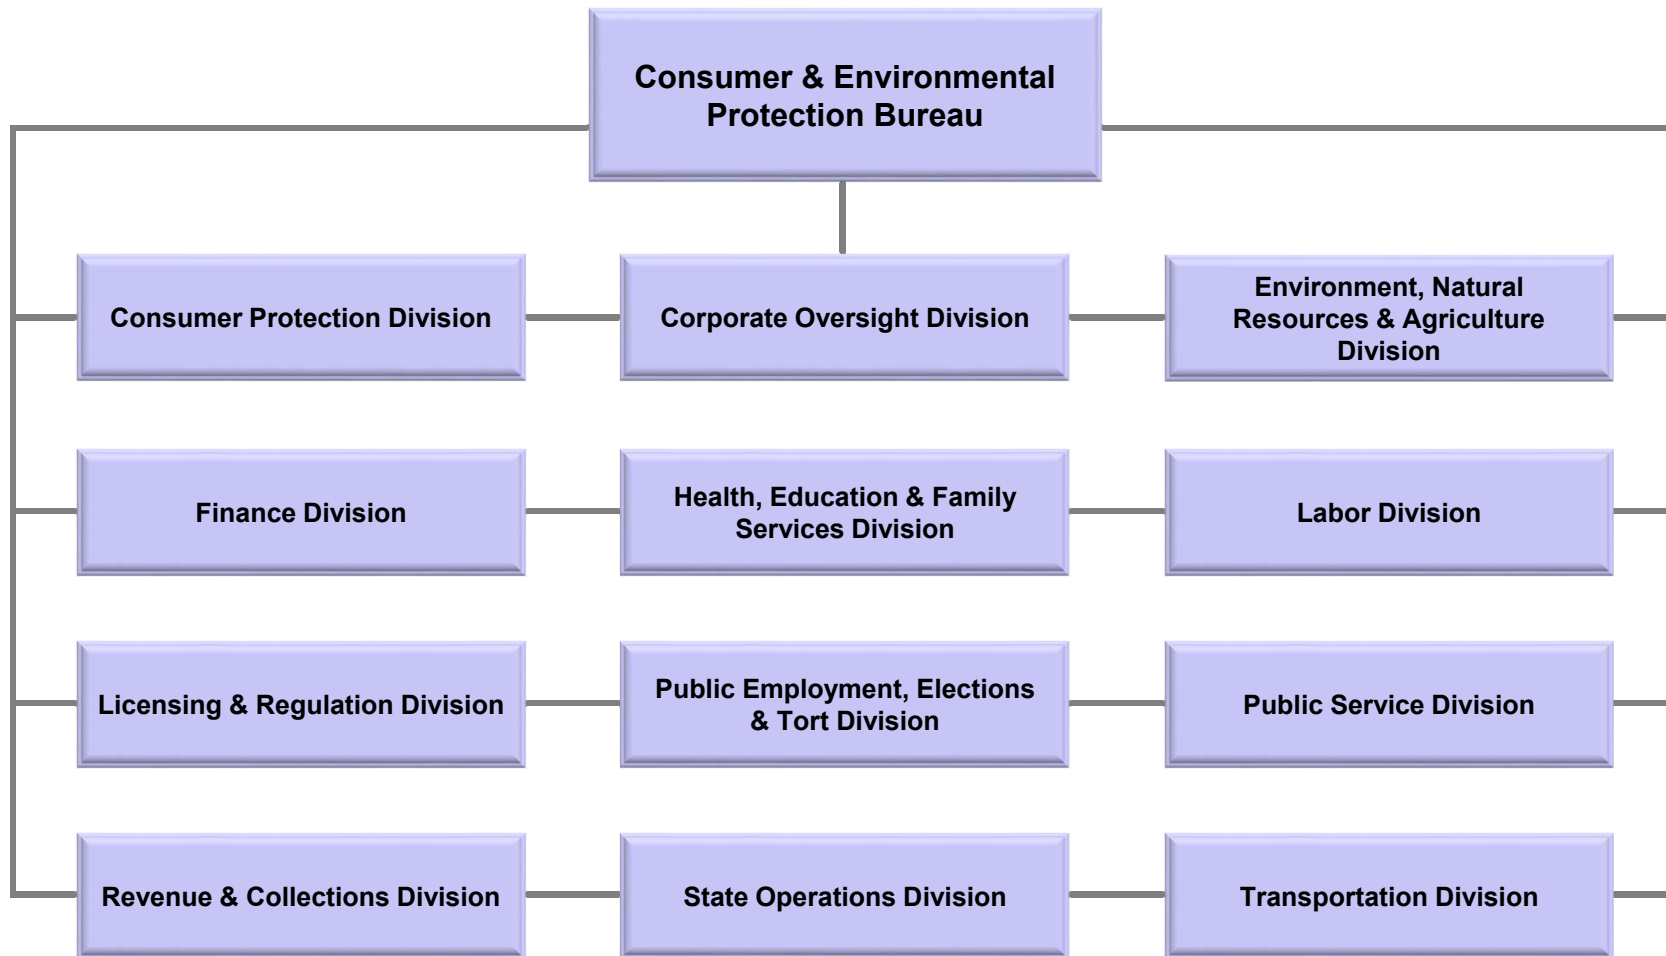 Consumer & Environmental
Protection Bureau
Consumer Protection Division
Corporate Oversight Division
Environment, Natural
Resources & Agriculture
Division
Finance Division
Health, Education & Family
Services Division
Labor Division
Licensing & Regulation Division
Public Employment, Elections
& Tort Division
Public Service Division
Revenue & Collections Division
State Operations Division
Transportation Division